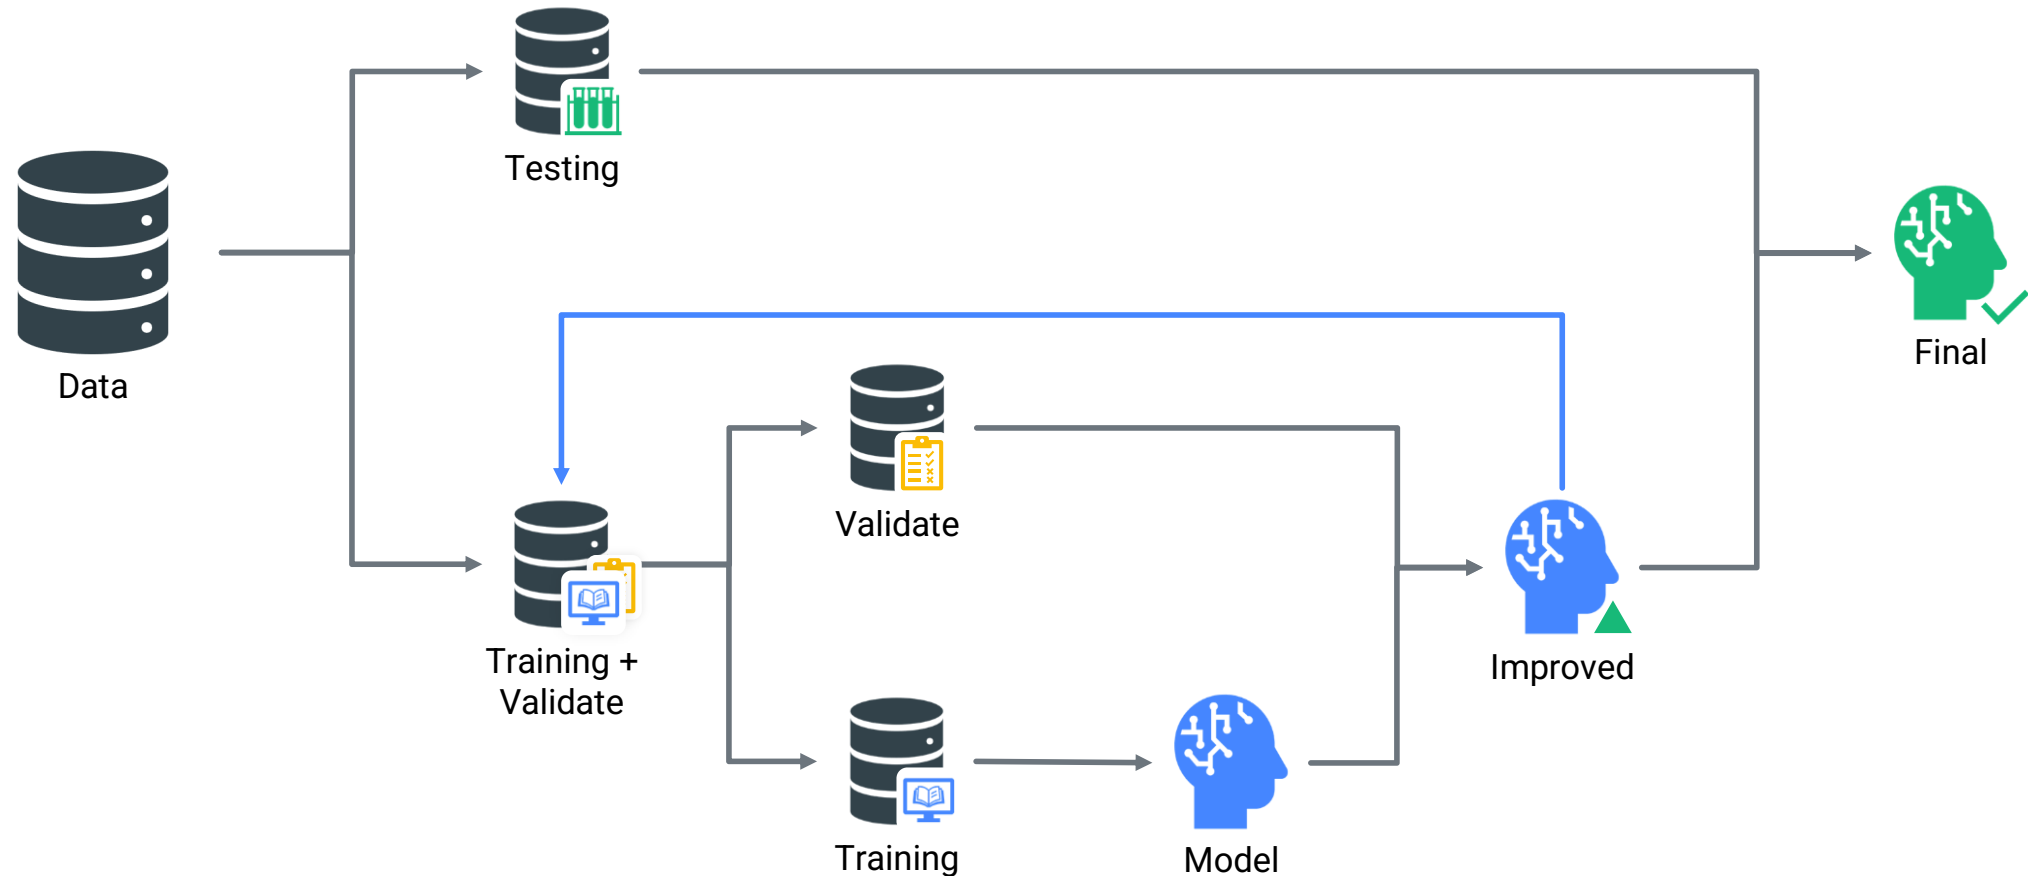 Testing
Data
Final
Validate
Training +
Validate
Improved
Training
Model